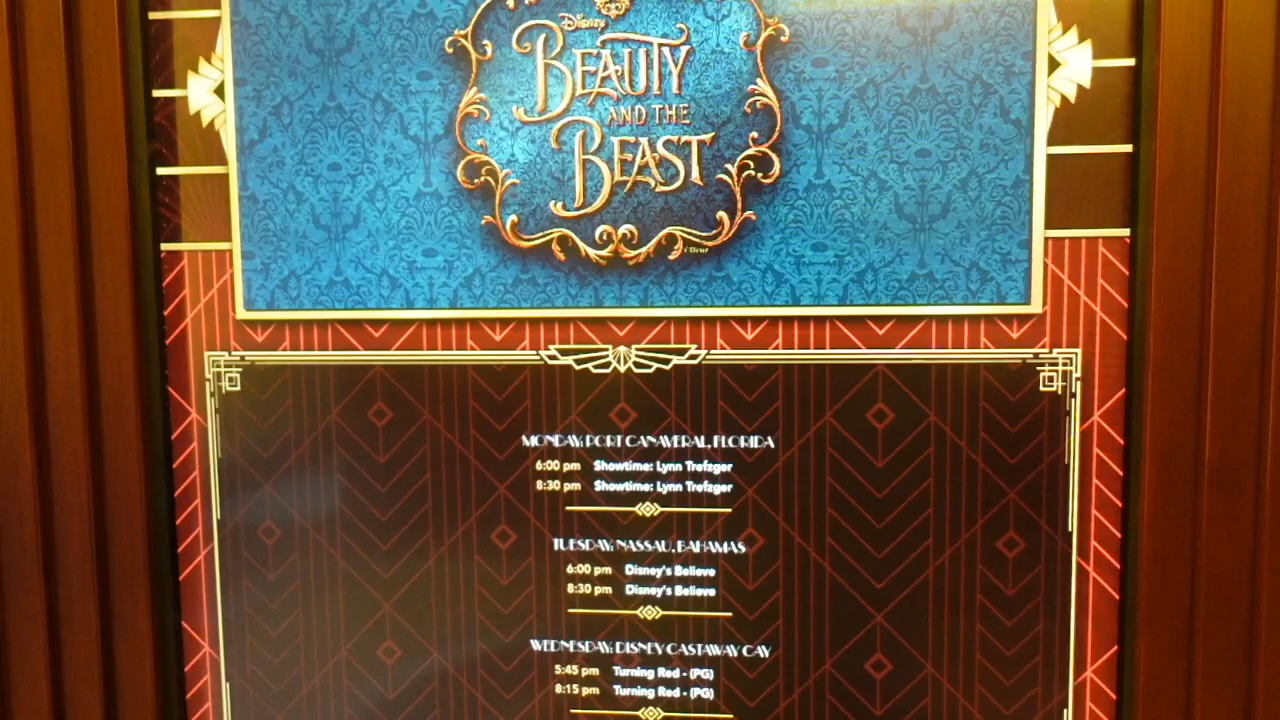 Disney
BEAUTY
AND THE
BEAST
©Disney
MONDAY: PORT CANAVERAL, FLORIDA
6:00 pm Showtime: Lynn Trefzger
8:30 pm Showtime: Lynn Trefzger
TUESDAY: NASSAU, BAHAMAS
6:00 pm Disney's Believe
8:30 pm Disney's Believe
WEDNESDAY: DISNEY CASTAWAY CAY
5:45 pm Turning Red - (PG)
8:15 pm Turning Red - (PG)